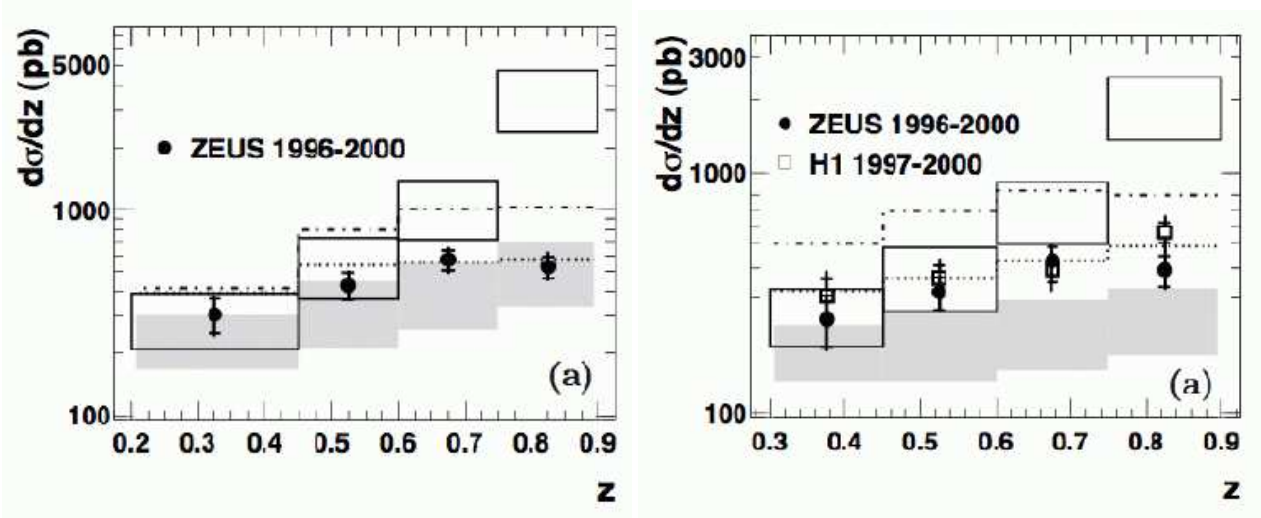 dσ/dz (pb)
5000
1000
100
● ZEUS 1996-2000
(a)
0.2 0.3 0.4 0.5 0.6 0.7 0.8 0.9
z
dσ/dz (pb)
3000
1000
100
● ZEUS 1996-2000
□ H1 1997-2000
(a)
0.3 0.4 0.5 0.6 0.7 0.8 0.9
z